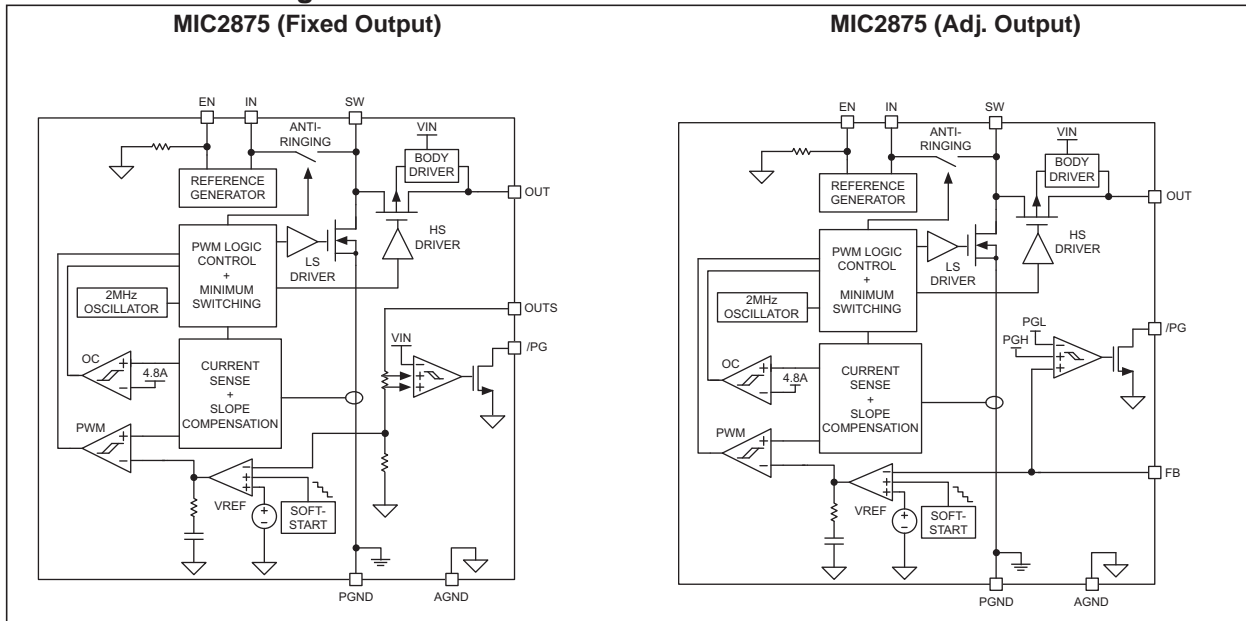 MIC2875 (Fixed Output)
EN
IN
SW
ANTI-
RINGING
VIN
BODY
DRIVER
REFERENCE
GENERATOR
OUT
PWM LOGIC
CONTROL
+
MINIMUM
SWITCHING
LS
DRIVER
HS
DRIVER
2MHz
OSCILLATOR
OUTS
VIN
/PG
OC
4.8A
CURRENT
SENSE
+
SLOPE
COMPENSATION
PWM
VREF
SOFT-
START
PGND
AGND
MIC2875 (Adj. Output)
EN
IN
SW
ANTI-
RINGING
VIN
BODY
DRIVER
REFERENCE
GENERATOR
OUT
PWM LOGIC
CONTROL
+
MINIMUM
SWITCHING
LS
DRIVER
HS
DRIVER
2MHz
OSCILLATOR
PGL
PGH
/PG
OC
4.8A
CURRENT
SENSE
+
SLOPE
COMPENSATION
PWM
FB
VREF
SOFT-
START
PGND
AGND